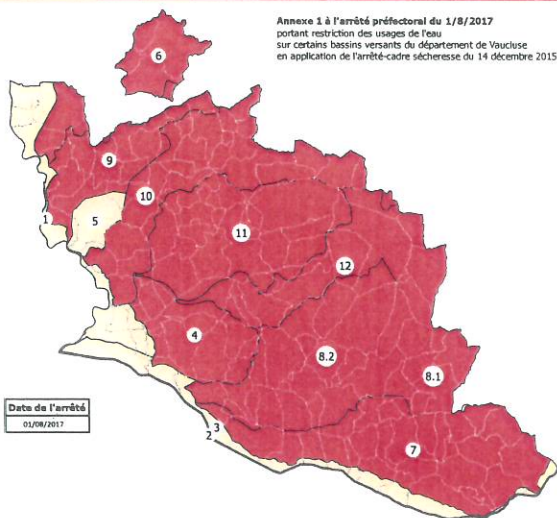 Annexe 1 à l'arrêté préfectoral du 1/8/2017
portant restriction des usages de l'eau
sur certains bassins versants du département de Vaucluse
en application de l'arrêté-cadre sécheresse du 14 décembre 2015
6
9
10
1
5
11
12
4
8.2
8.1
Date de l'arrêté
01/08/2017
3
2
7